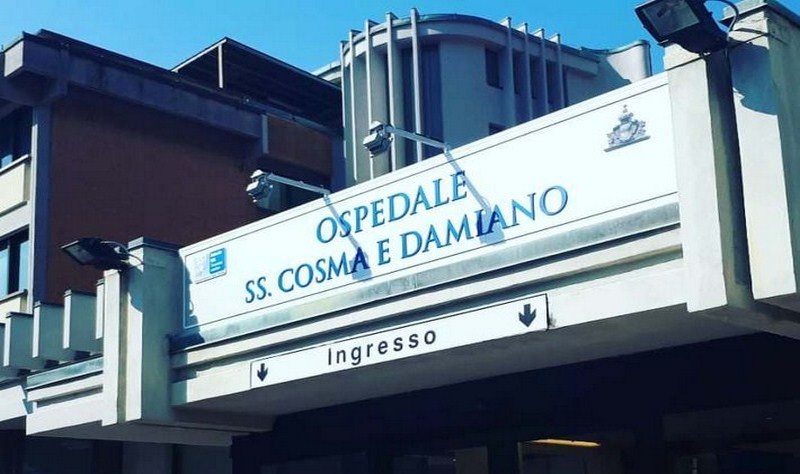 OSPEDALE
SS. COSMA E DAMIANO
Ingresso